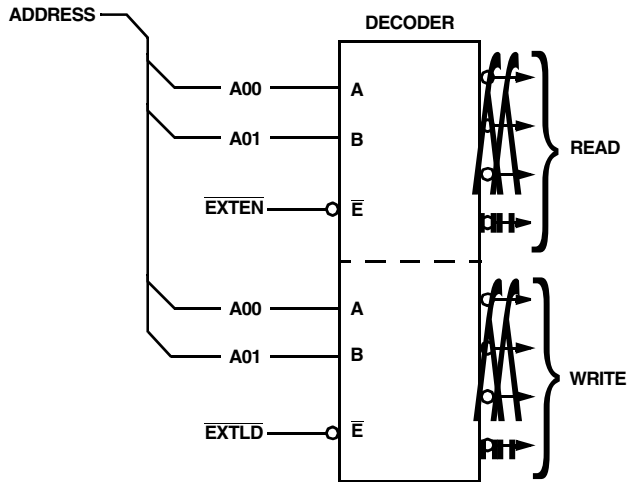 ADDRESS
DECODER
A00 A
A01 B
READ
EXTEN E
A00 A
A01 B
WRITE
EXTLD E